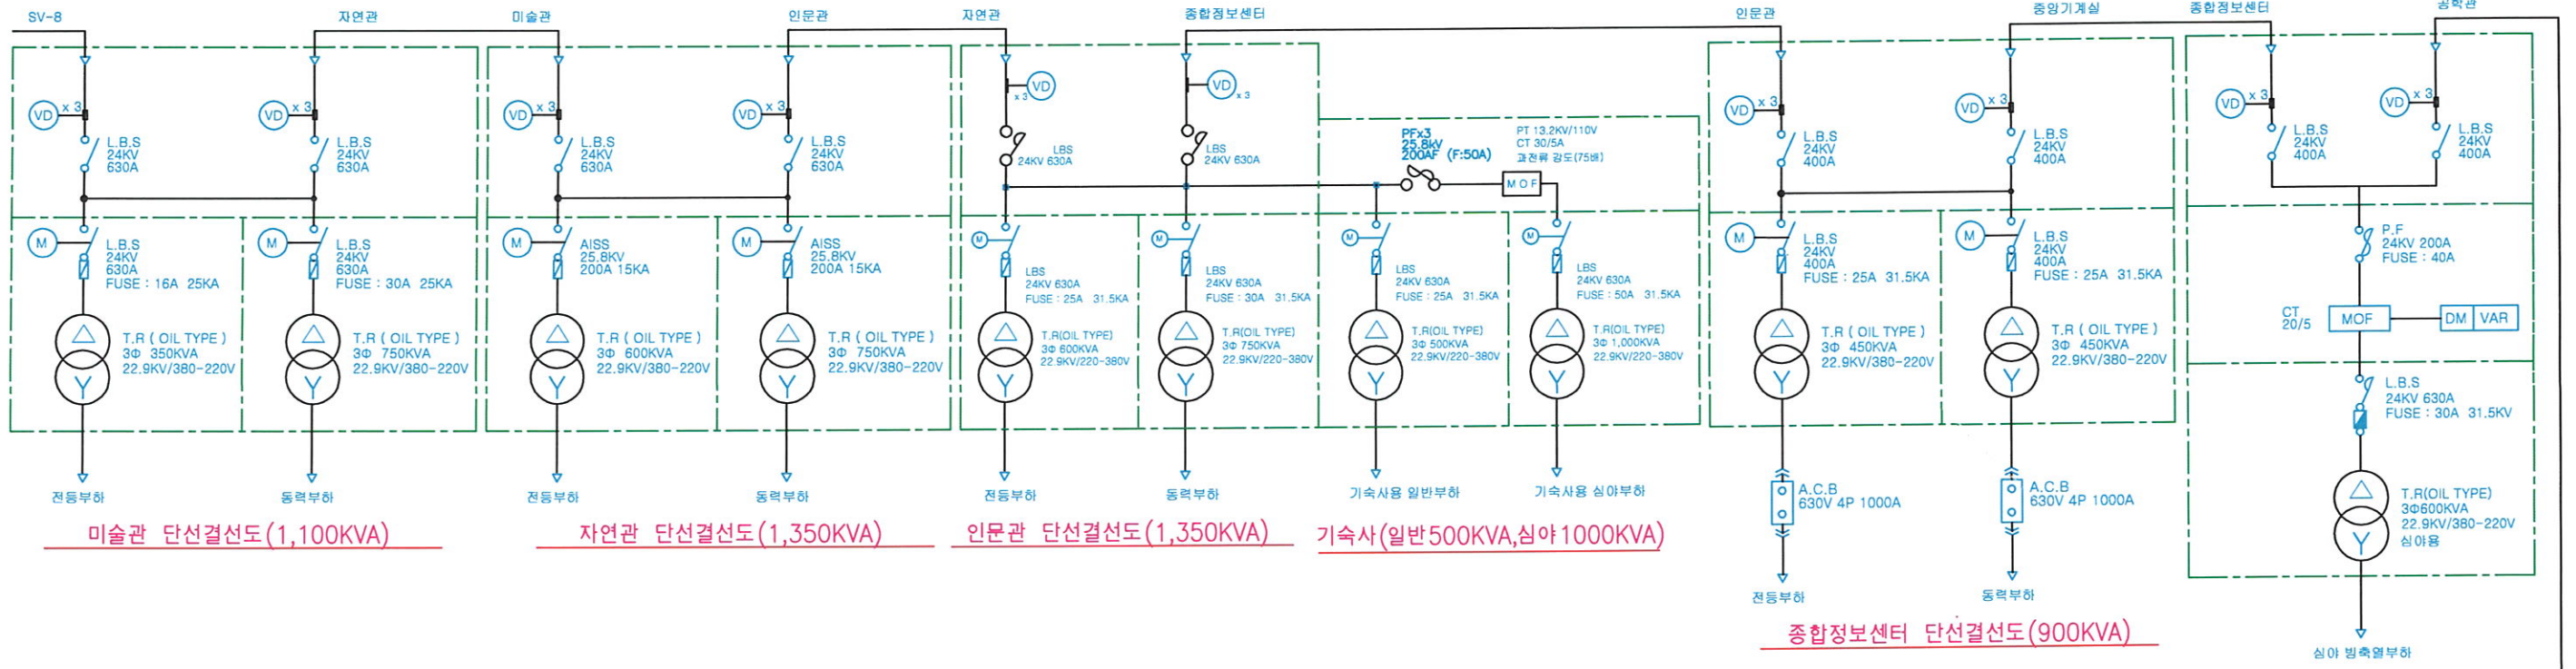 SV-8
자연관
미술관
인문관
자연관
종합정보센터
인문관
중앙기계실
종합정보센터
공학관
VD x 3
L.B.S
24KV
630A
VD x 3
L.B.S
24KV
630A
M
L.B.S
24KV
630A
FUSE : 16A 25KA
M
L.B.S
24KV
630A
FUSE : 30A 25KA
T.R ( OIL TYPE )
3Φ 350KVA
22.9KV/380-220V
T.R ( OIL TYPE )
3Φ 750KVA
22.9KV/380-220V
전등부하
동력부하
미술관 단선결선도(1,100KVA)
VD x 3
L.B.S
24KV
630A
VD x 3
L.B.S
24KV
630A
M
AISS
25.8KV
200A 15KA
M
AISS
25.8KV
200A 15KA
T.R ( OIL TYPE )
3Φ 600KVA
22.9KV/380-220V
T.R ( OIL TYPE )
3Φ 750KVA
22.9KV/380-220V
전등부하
동력부하
자연관 단선결선도(1,350KVA)
VD
x 3
LBS
24KV 630A
VD
x 3
LBS
24KV 630A
M
LBS
24KV 630A
FUSE : 25A 31.5KA
M
LBS
24KV 630A
FUSE : 30A 31.5KA
T.R(OIL TYPE)
3Φ 600KVA
22.9KV/220-380V
T.R(OIL TYPE)
3Φ 750KVA
22.9KV/220-380V
전등부하
동력부하
인문관 단선결선도(1,350KVA)
PFx3
25.8kV
200AF (F:50A)
PT 13.2KV/110V
CT 30/5A
과전류 강도(75배)
MOF
M
LBS
24KV 630A
FUSE : 25A 31.5KA
M
LBS
24KV 630A
FUSE : 50A 31.5KA
T.R(OIL TYPE)
3Φ 500KVA
22.9KV/220-380V
T.R(OIL TYPE)
3Φ 1,000KVA
22.9KV/220-380V
기숙사용 일반부하
기숙사용 심야부하
기숙사(일반500KVA,심야1000KVA)
VD x 3
L.B.S
24KV
400A
VD x 3
L.B.S
24KV
400A
M
L.B.S
24KV
400A
FUSE : 25A 31.5KA
M
L.B.S
24KV
400A
FUSE : 25A 31.5KA
T.R ( OIL TYPE )
3Φ 450KVA
22.9KV/380-220V
T.R ( OIL TYPE )
3Φ 450KVA
22.9KV/380-220V
A.C.B
630V 4P 1000A
A.C.B
630V 4P 1000A
전등부하
동력부하
종합정보센터 단선결선도(900KVA)
VD x 3
L.B.S
24KV
400A
VD x 3
L.B.S
24KV
400A
P.F
24KV 200A
FUSE : 40A
CT
20/5
MOF
DM VAR
L.B.S
24KV 630A
FUSE : 30A 31.5KV
T.R(OIL TYPE)
3Φ600KVA
22.9KV/380-220V
심야용
심야 빙축열부하